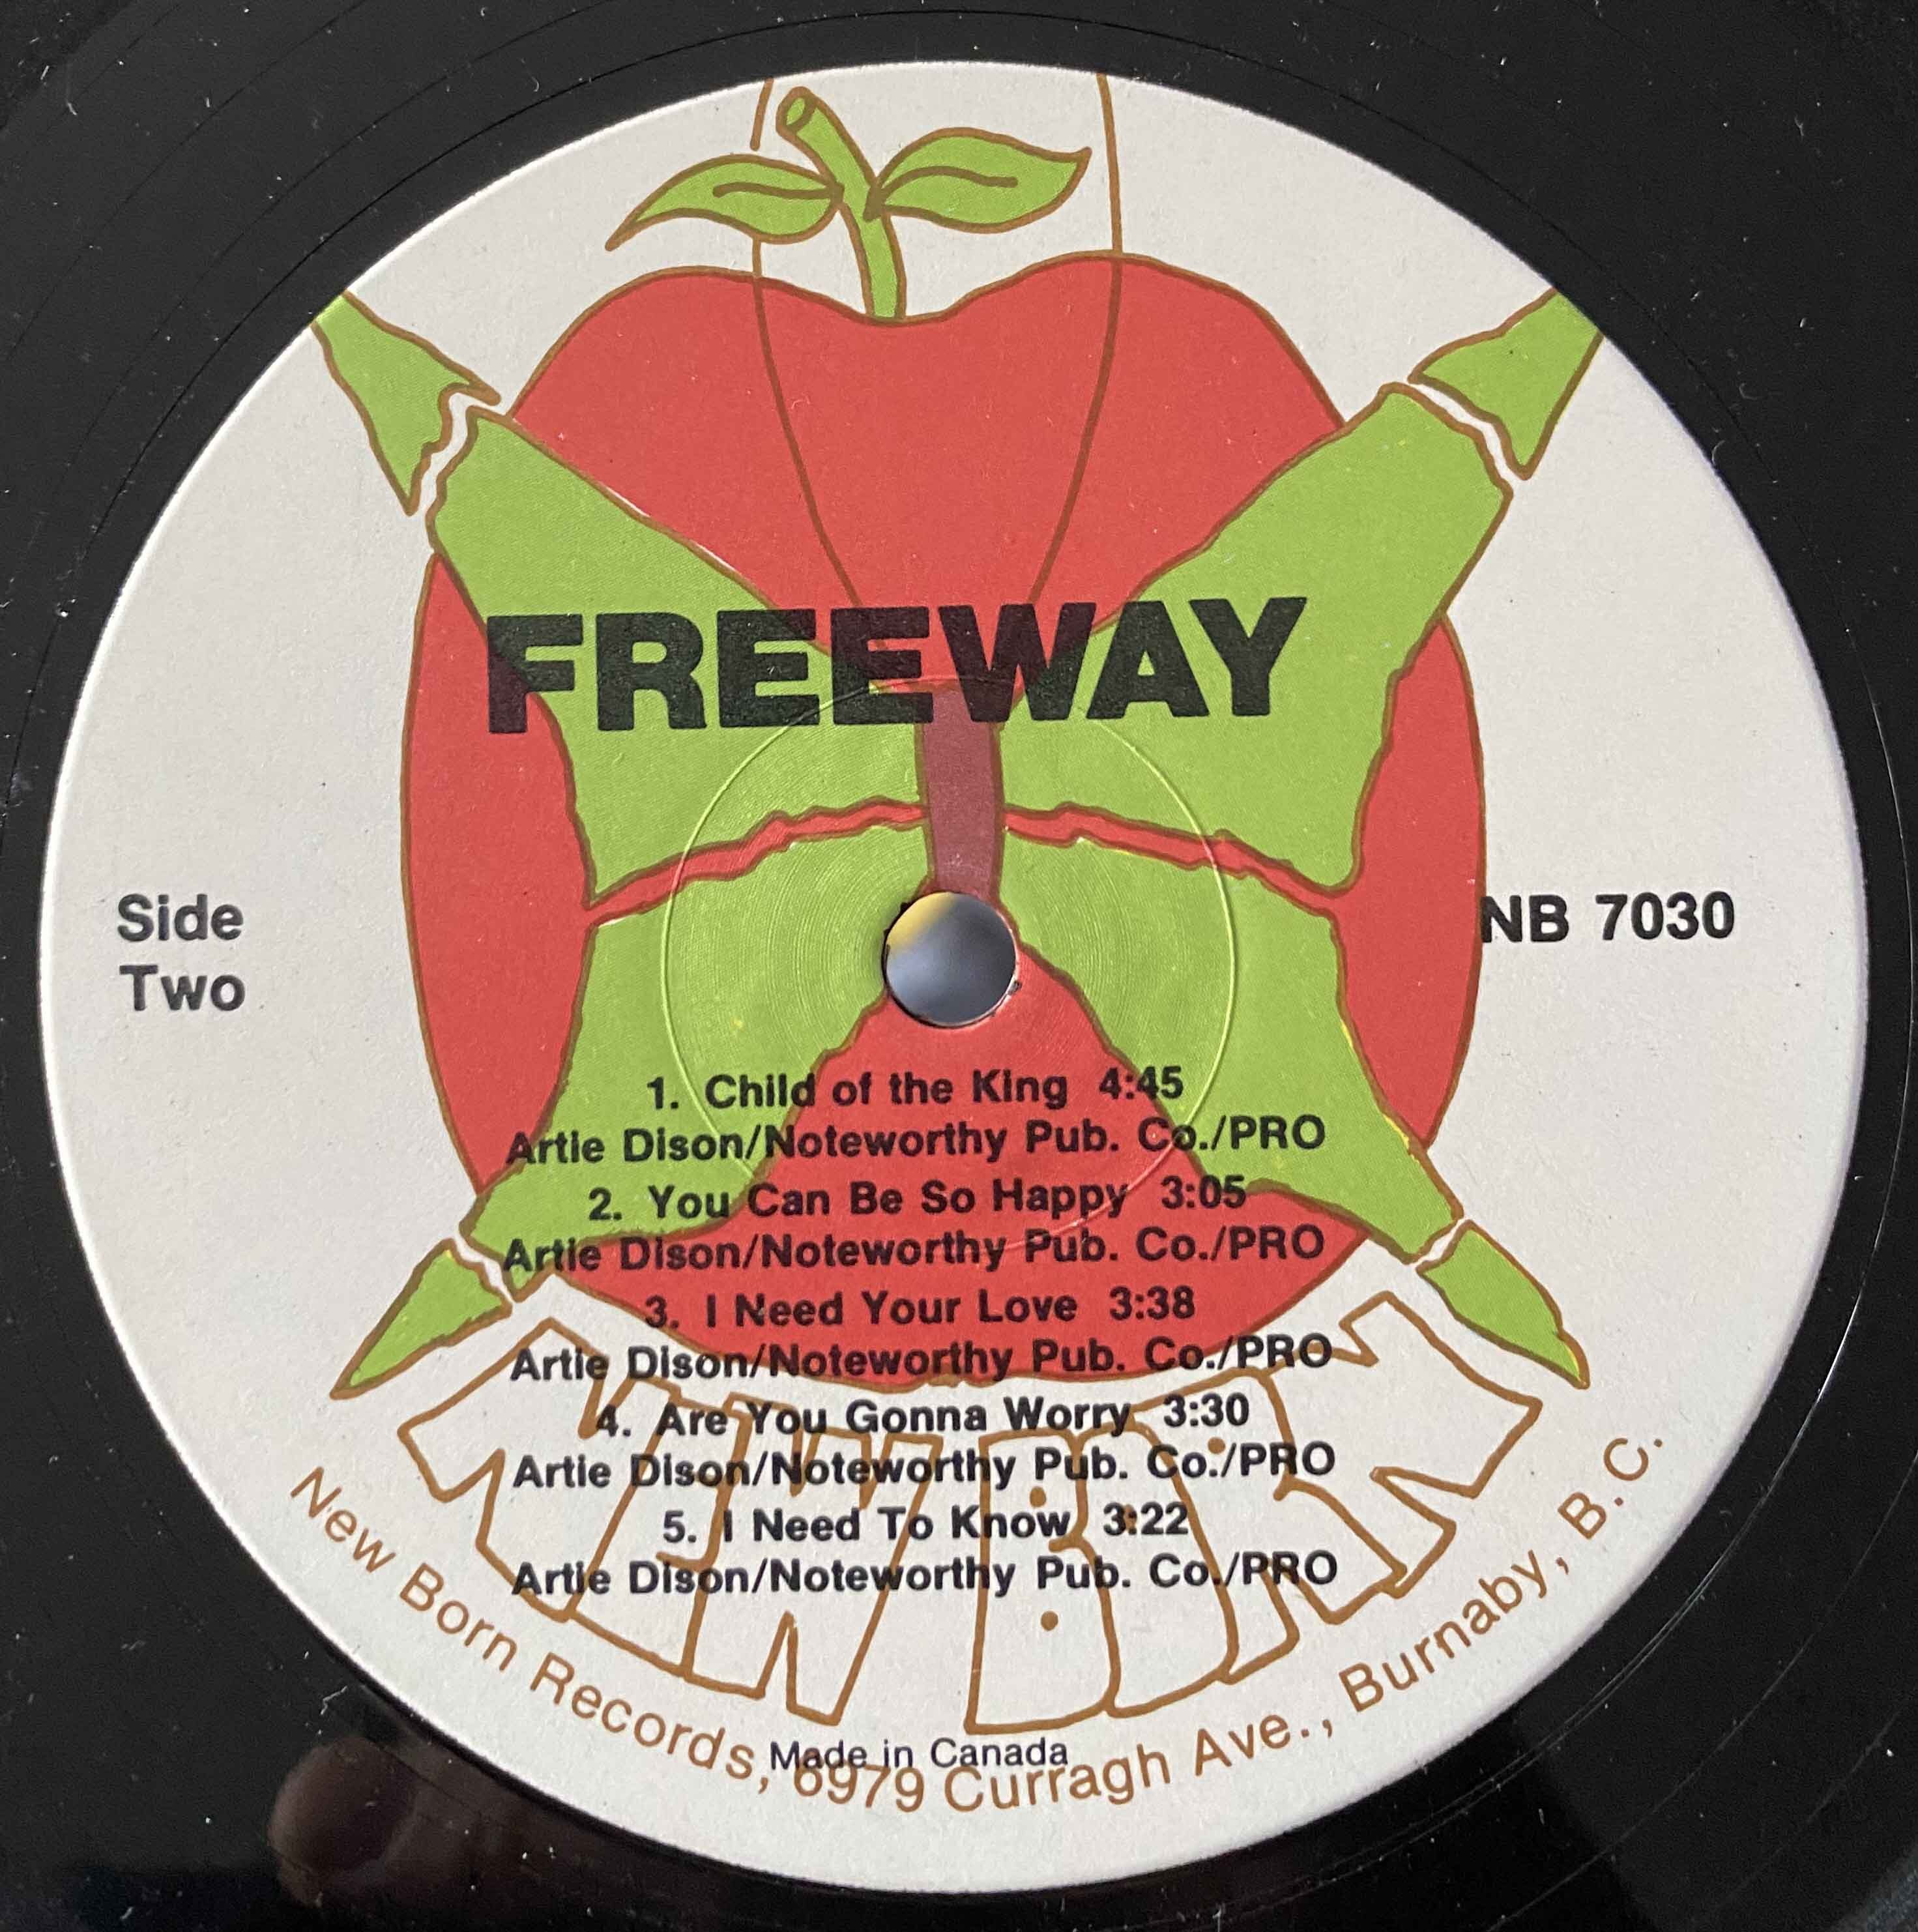 FREEWAY
Side
Two
NB 7030
1. Child of the King 4:45
Artie Dison/Noteworthy Pub. Co./PRO
2. You Can Be So Happy 3:05
Artie Dison/Noteworthy Pub. Co./PRO
3. I Need Your Love 3:38
Artie Dison/Noteworthy Pub. Co./PRO
4. Are You Gonna Worry 3:30
Artie Dison/Noteworthy Pub. Co./PRO
5. I Need To Know 3:22
Artie Dison/Noteworthy Pub. Co./PRO
NEW BORN
Made in Canada
New Born Records, 6979 Curragh Ave., Burnaby, B.C.